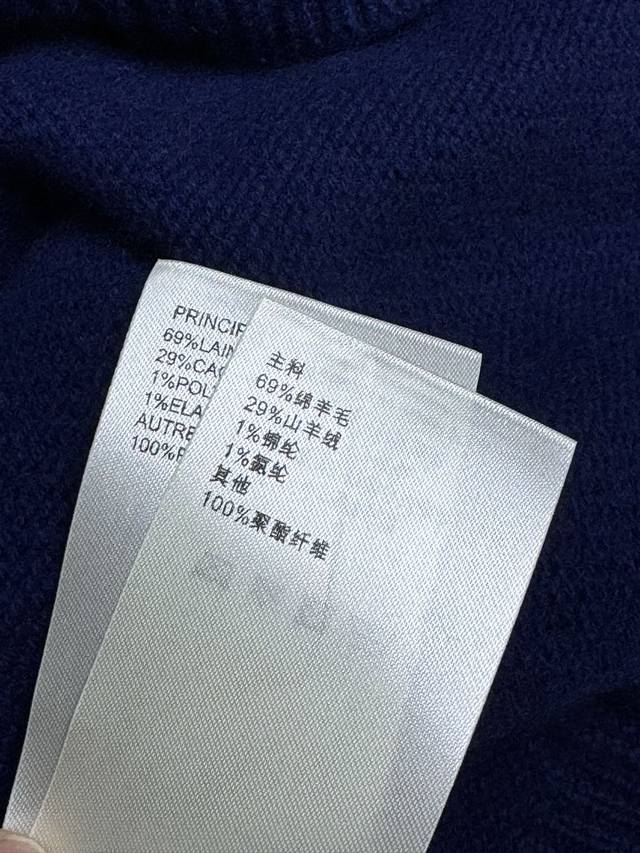 主料
69%绵羊毛
29%山羊绒
1%锦纶
1%氨纶
其他
100%聚酯纤维
PRINCIP
69%LAIN
29%CAC
1%POL
1%ELA
AUTRE
100%P